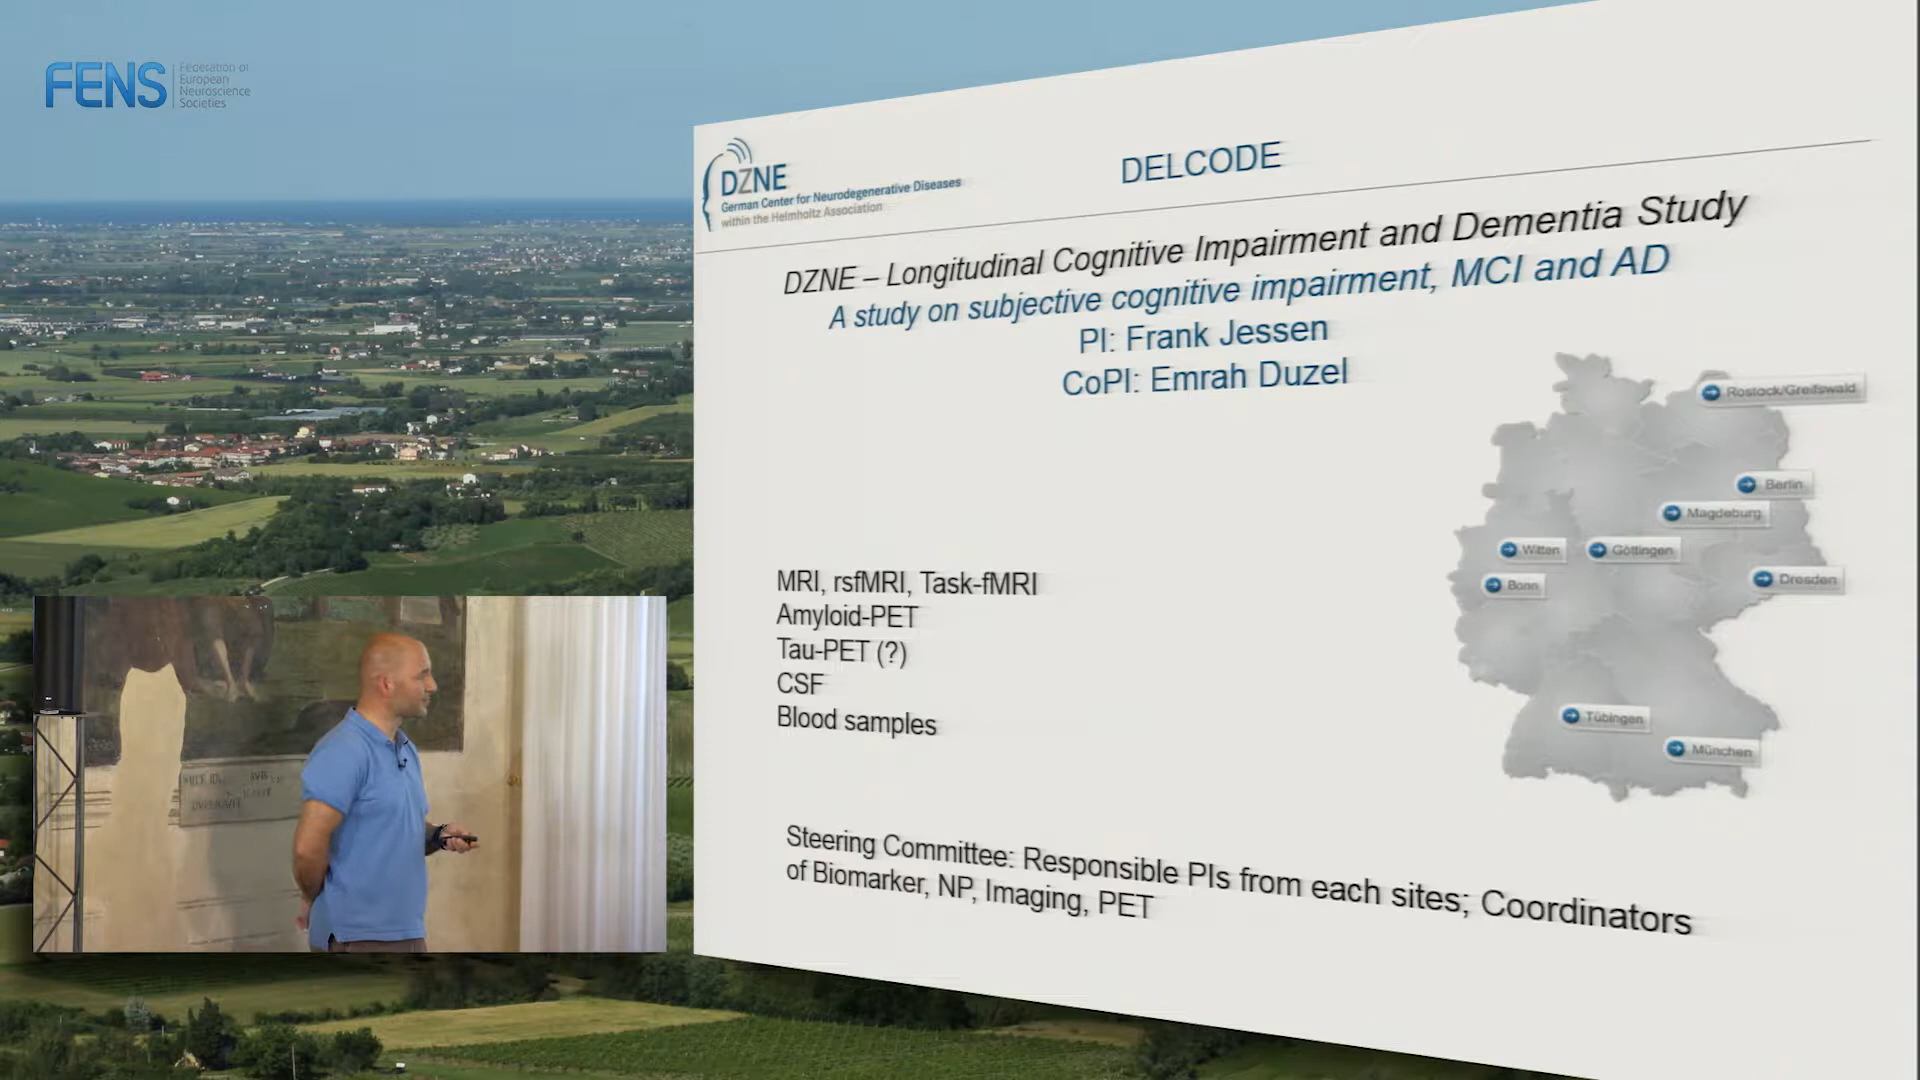 FENS
Federation of
European
Neuroscience
Societies
DZNE
German Center for Neurodegenerative Diseases
within the Helmholtz Association
DELCODE
DZNE – Longitudinal Cognitive Impairment and Dementia Study
A study on subjective cognitive impairment, MCI and AD
PI: Frank Jessen
CoPI: Emrah Duzel
Rostock/Greifswald
Berlin
Magdeburg
Witten
Göttingen
Bonn
Dresden
Tübingen
München
MRI, rsfMRI, Task-fMRI
Amyloid-PET
Tau-PET (?)
CSF
Blood samples
Steering Committee: Responsible PIs from each sites; Coordinators
of Biomarker, NP, Imaging, PET